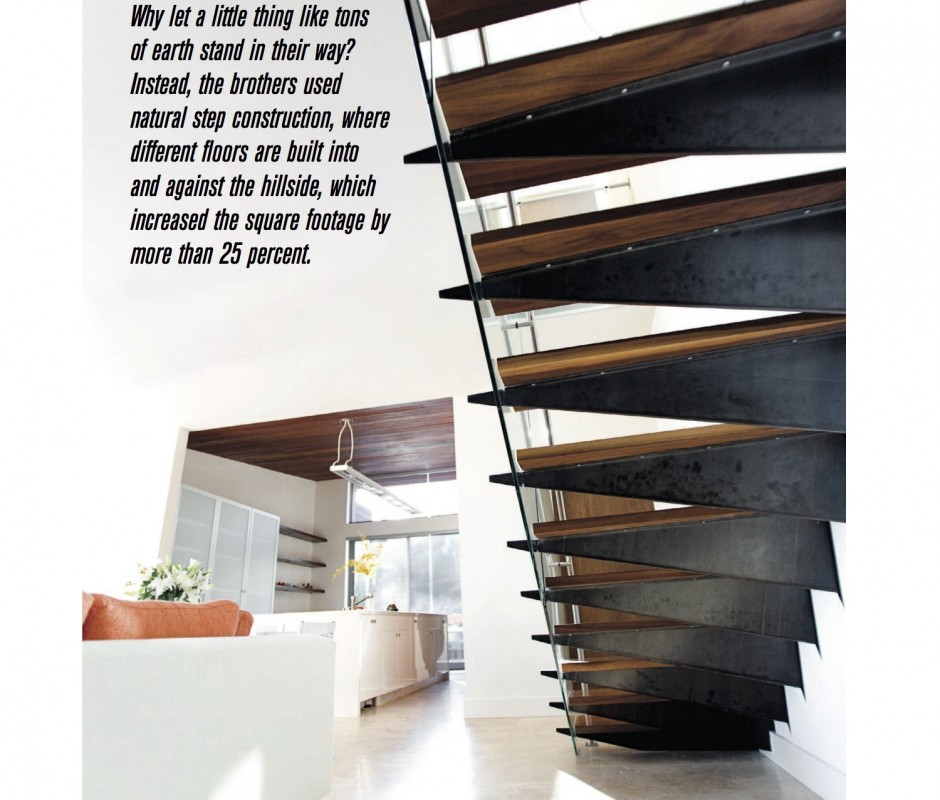 Why let a little thing like tons
of earth stand in their way?
Instead, the brothers used
natural step construction, where
different floors are built into
and against the hillside, which
increased the square footage by
more than 25 percent.